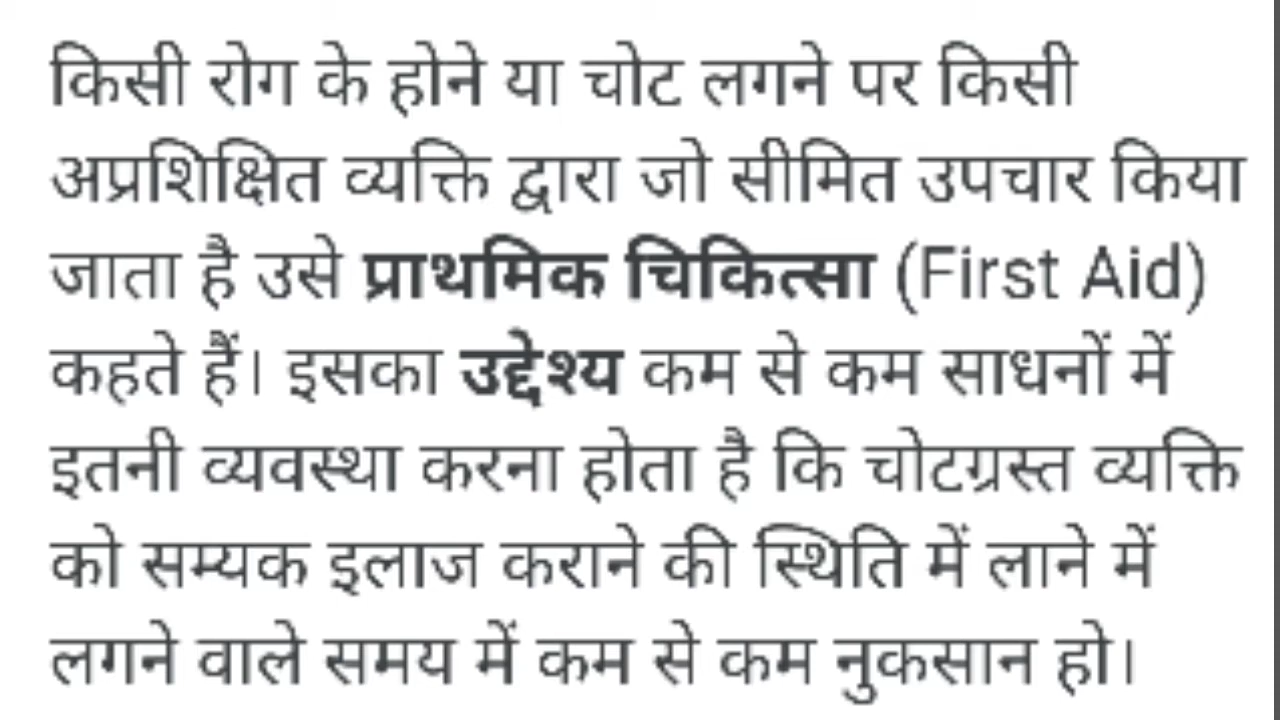 किसी रोग के होने या चोट लगने पर किसी
अप्रशिक्षित व्यक्ति द्वारा जो सीमित उपचार किया
जाता है उसे प्राथमिक चिकित्सा (First Aid)
कहते हैं। इसका उद्देश्य कम से कम साधनों में
इतनी व्यवस्था करना होता है कि चोटग्रस्त व्यक्ति
को सम्यक इलाज कराने की स्थिति में लाने में
लगने वाले समय में कम से कम नुकसान हो।